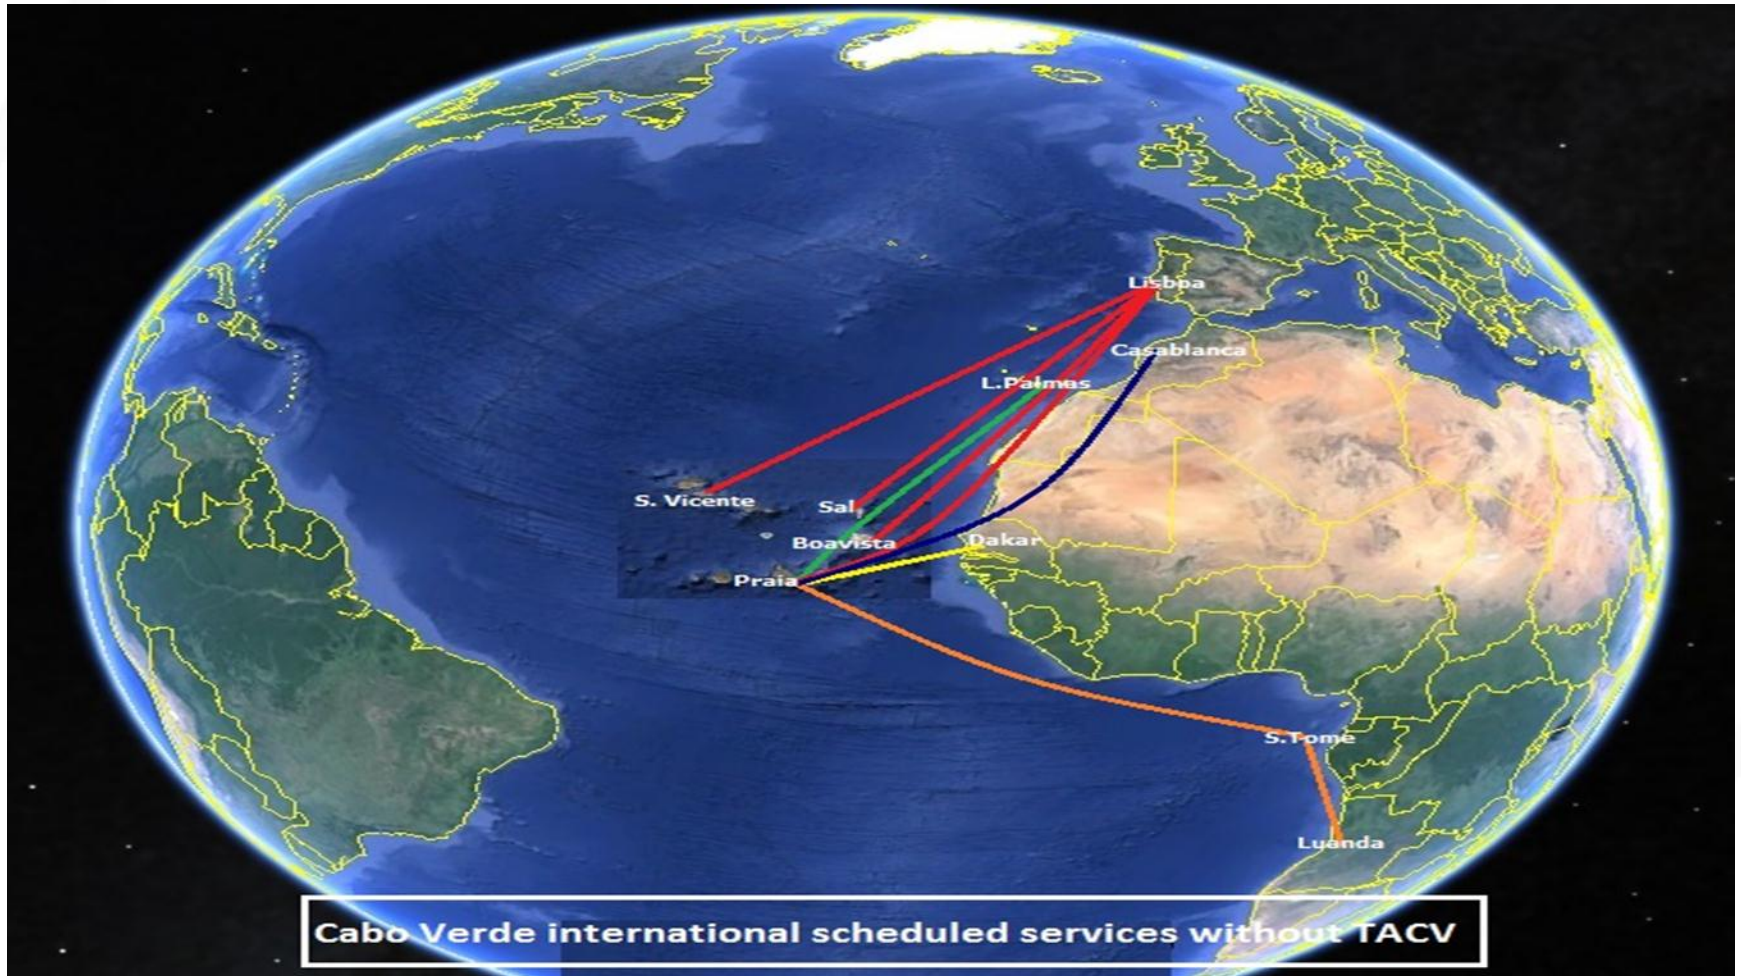 Lisboa
Casablanca
L.Palmas
S. Vicente
Sal
Boavista
Dakar
Praia
S.Tome
Luanda
Cabo Verde international scheduled services without TACV